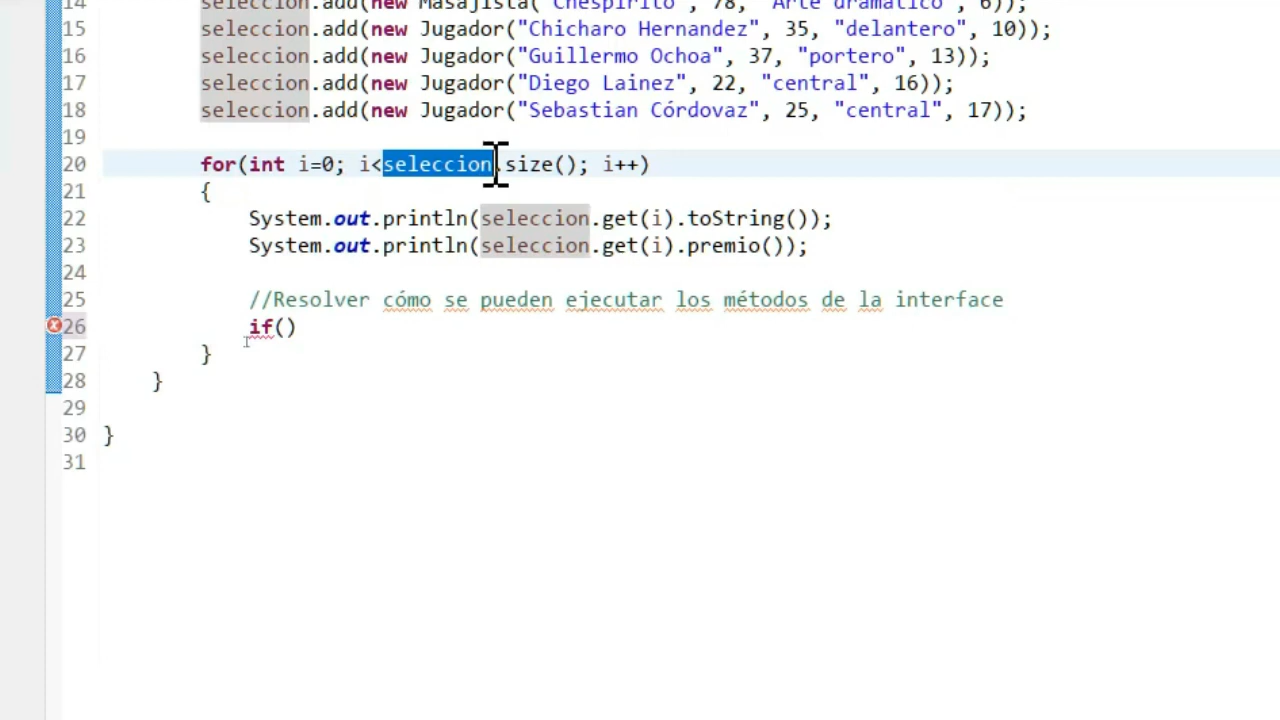 14 seleccion.add(new Masajista("Chespirito", 78, "Arte dramatico", 6));
15 seleccion.add(new Jugador("Chicharo Hernandez", 35, "delantero", 10));
16 seleccion.add(new Jugador("Guillermo Ochoa", 37, "portero", 13));
17 seleccion.add(new Jugador("Diego Lainez", 22, "central", 16));
18 seleccion.add(new Jugador("Sebastian Córdovaz", 25, "central", 17));
19
20 for(int i=0; i<seleccion.size(); i++)
21 {
22 System.out.println(seleccion.get(i).toString());
23 System.out.println(seleccion.get(i).premio());
24
25 //Resolver cómo se pueden ejecutar los métodos de la interface
26 if()
27 }
28 }
29
30 }
31